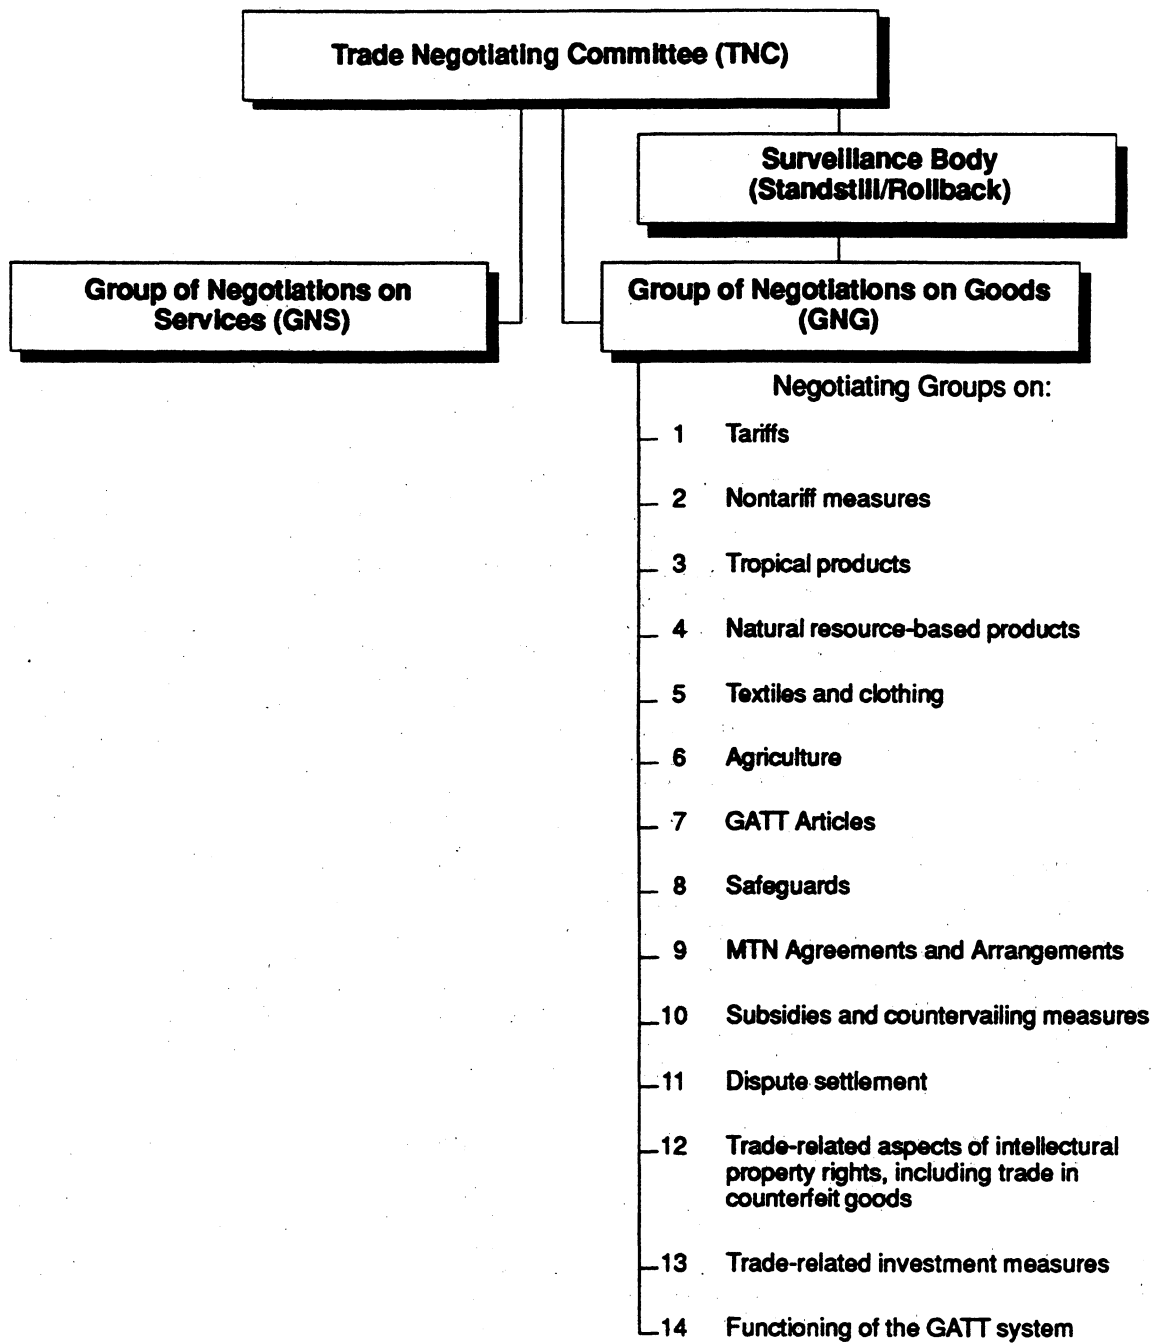 Trade Negotiating Committee (TNC)
Surveillance Body
(Standstill/Rollback)
Group of Negotiations on
Services (GNS)
Group of Negotiations on Goods
(GNG)
Negotiating Groups on:
1 Tariffs
2 Nontariff measures
3 Tropical products
4 Natural resource-based products
5 Textiles and clothing
6 Agriculture
7 GATT Articles
8 Safeguards
9 MTN Agreements and Arrangements
10 Subsidies and countervailing measures
11 Dispute settlement
12 Trade-related aspects of intellectural
property rights, including trade in
counterfeit goods
13 Trade-related investment measures
14 Functioning of the GATT system